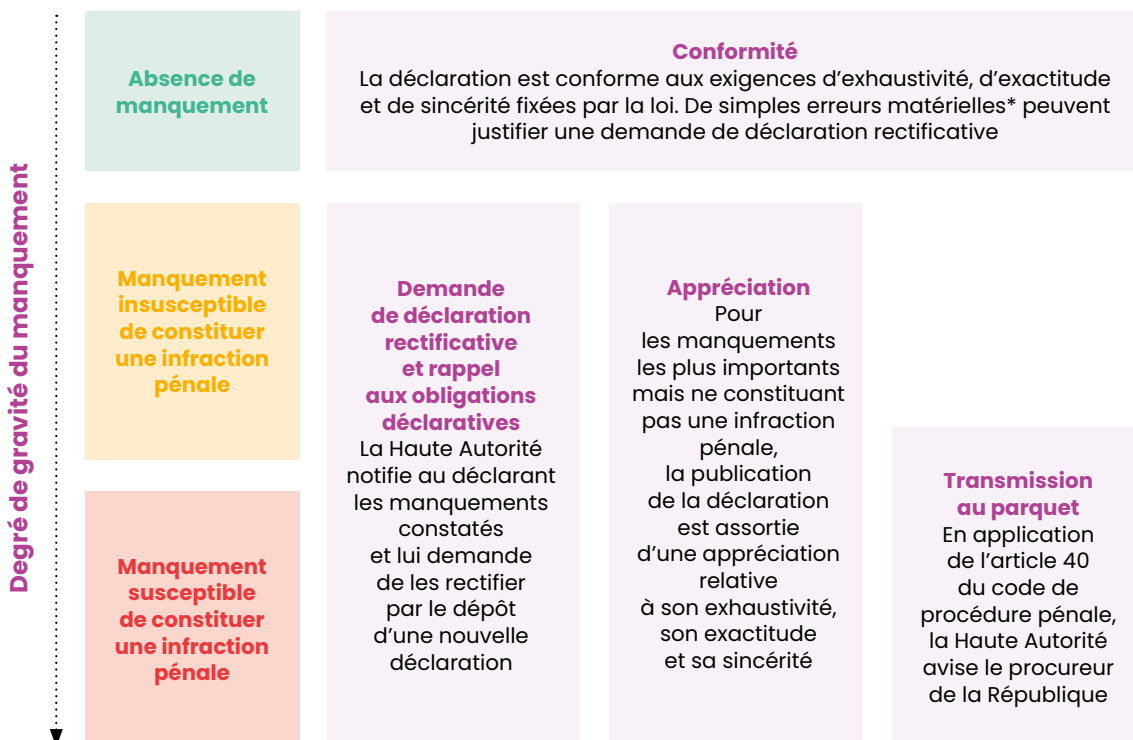 Degré de gravité du manquement
Absence de
manquement
Conformité
La déclaration est conforme aux exigences d’exhaustivité, d’exactitude
et de sincérité fixées par la loi. De simples erreurs matérielles* peuvent
justifier une demande de déclaration rectificative
Manquement
insusceptible
de constituer
une infraction
pénale
Manquement
susceptible
de constituer
une infraction
pénale
Demande
de déclaration
rectificative
et rappel
aux obligations
déclaratives
La Haute Autorité
notifie au déclarant
les manquements
constatés
et lui demande
de les rectifier
par le dépôt
d’une nouvelle
déclaration
Appréciation
Pour
les manquements
les plus importants
mais ne constituant
pas une infraction
pénale,
la publication
de la déclaration
est assortie
d’une appréciation
relative
à son exhaustivité,
son exactitude
et sa sincérité
Transmission
au parquet
En application
de l’article 40
du code de
procédure pénale,
la Haute Autorité
avise le procureur
de la République